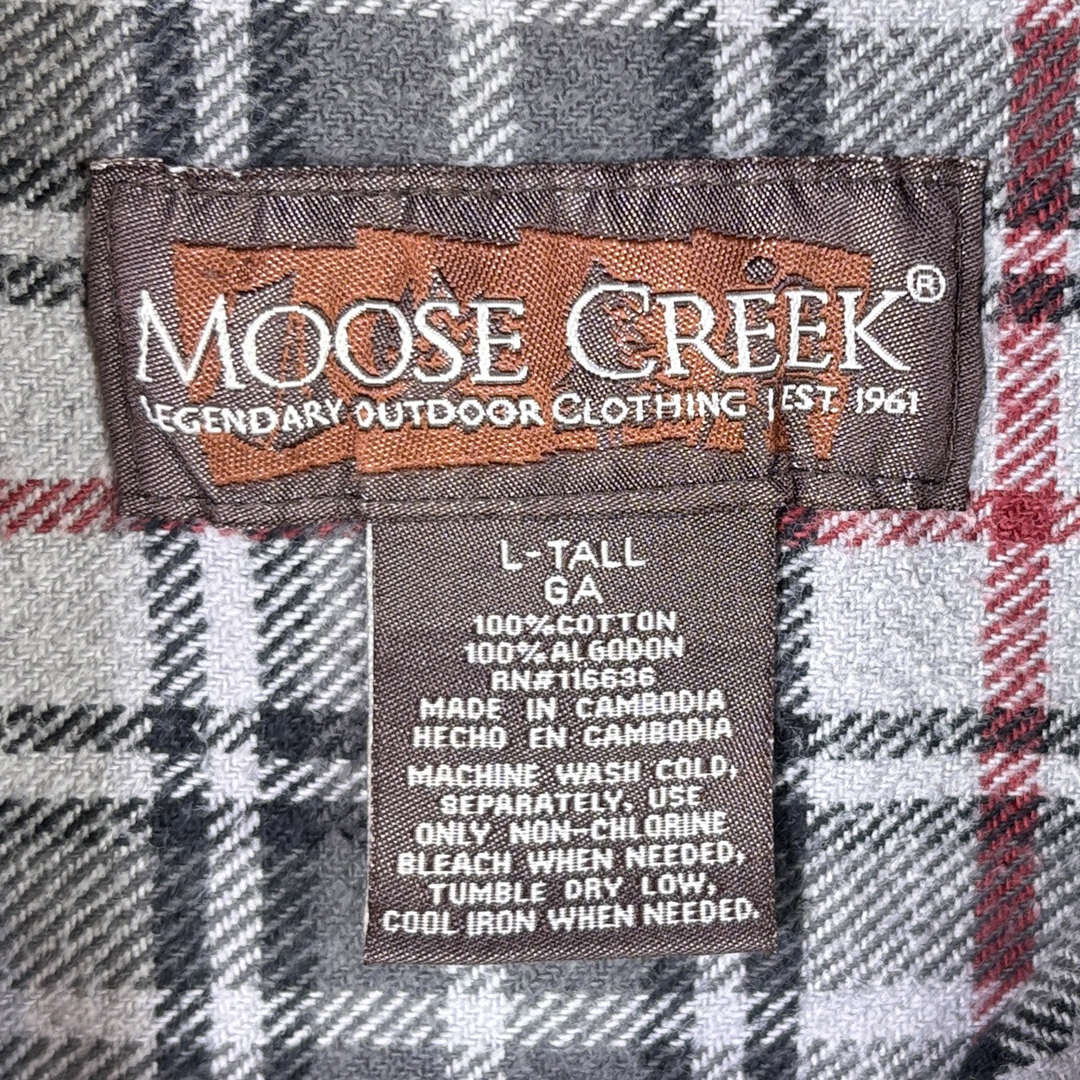 MOOSE CREEK®
LEGENDARY OUTDOOR CLOTHING | EST. 1961
L-TALL
GA
100%COTTON
100%ALGODON
RN#116636
MADE IN CAMBODIA
HECHO EN CAMBODIA
MACHINE WASH COLD,
SEPARATELY, USE
ONLY NON-CHLORINE
BLEACH WHEN NEEDED,
TUMBLE DRY LOW,
COOL IRON WHEN NEEDED.